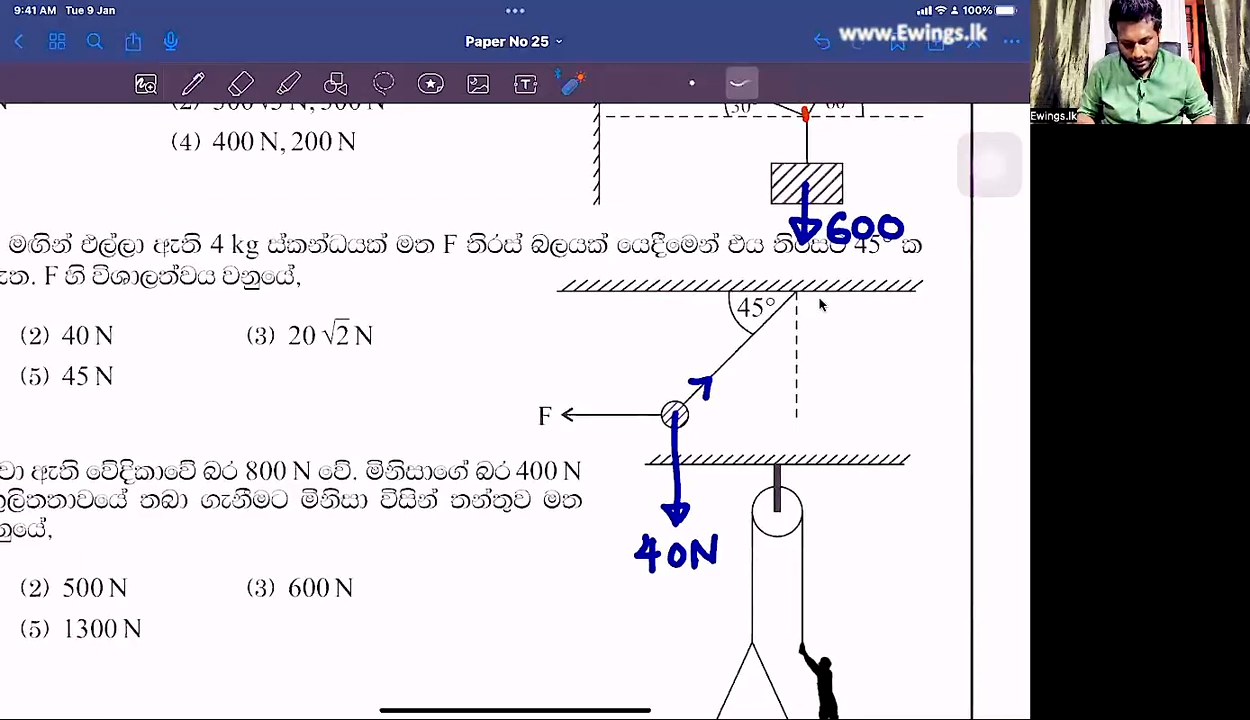 9:41 AM Tue 9 Jan
100%
Paper No 25
www.Ewings.lk
Ewings.lk
(4) 400 N, 200 N
600
මඟින් එල්ලා ඇති 4 kg ස්කන්ධයක් මත F තිරස් බලයක් යෙදීමෙන් එය තිරසට 45° ක
F හි විශාලත්වය වනුයේ,
45°
(2) 40 N (3) 20 √2 N
(5) 45 N
F
වා ඇති වේදිකාවේ බර 800 N වේ. මිනිසාගේ බර 400 N
තුලිතතාවයේ තබා ගැනීමට මිනිසා විසින් තන්තුව මත
නුයේ,
40N
(2) 500 N (3) 600 N
(5) 1300 N